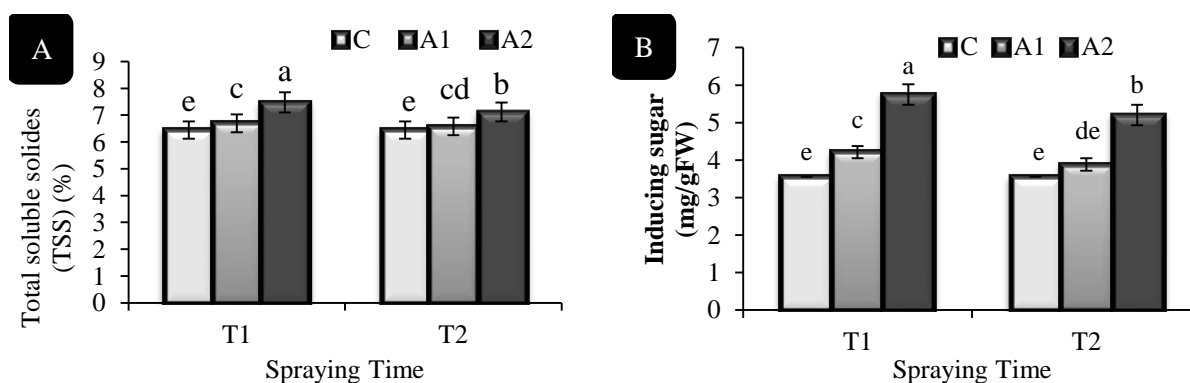 A
C A1 A2
Total soluble solides
(TSS) (%)
9
8
7
6
5
4
3
2
1
0
e c a
e cd b
T1 T2
Spraying Time
B
C A1 A2
Inducing sugar
(mg/gFW)
7
6
5
4
3
2
1
0
e c a
e de b
T1 T2
Spraying Time